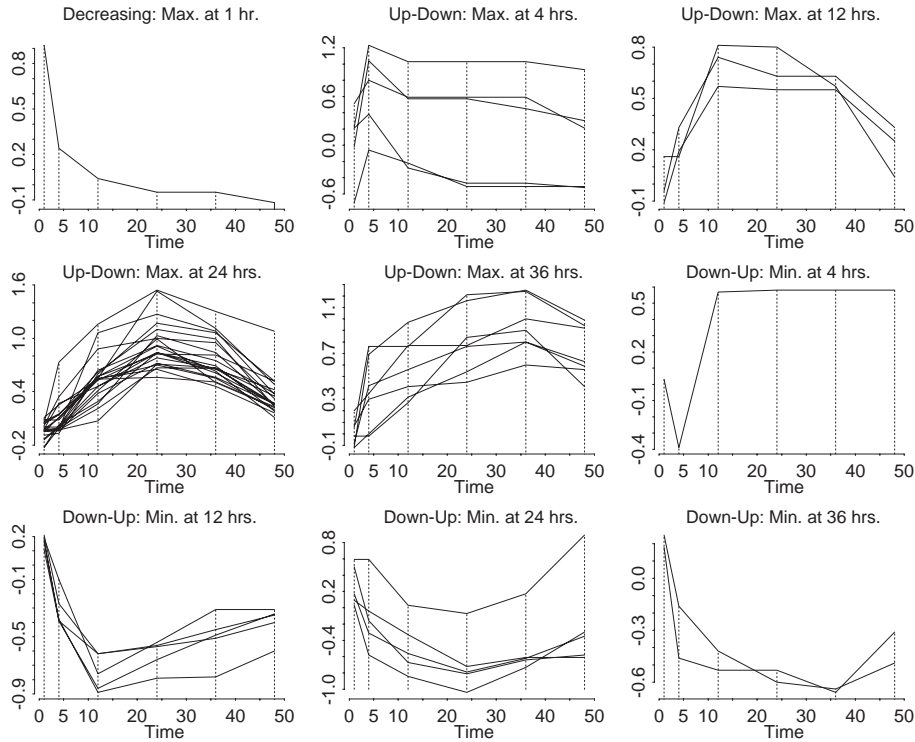 Decreasing: Max. at 1 hr.
0.8
0.5
0.2
-0.1
0 5 10 20 30 40 50
Time
Up-Down: Max. at 4 hrs.
1.2
0.6
0.0
-0.6
0 5 10 20 30 40 50
Time
Up-Down: Max. at 12 hrs.
0.8
0.5
0.2
-0.1
0 5 10 20 30 40 50
Time
Up-Down: Max. at 24 hrs.
1.6
1.0
0.4
-0.2
0 5 10 20 30 40 50
Time
Up-Down: Max. at 36 hrs.
1.1
0.7
0.3
-0.1
0 5 10 20 30 40 50
Time
Down-Up: Min. at 4 hrs.
0.5
0.2
-0.1
-0.4
0 5 10 20 30 40 50
Time
Down-Up: Min. at 12 hrs.
0.2
-0.1
-0.5
-0.9
0 5 10 20 30 40 50
Time
Down-Up: Min. at 24 hrs.
0.8
0.2
-0.4
-1.0
0 5 10 20 30 40 50
Time
Down-Up: Min. at 36 hrs.
0.0
-0.3
-0.6
0 5 10 20 30 40 50
Time